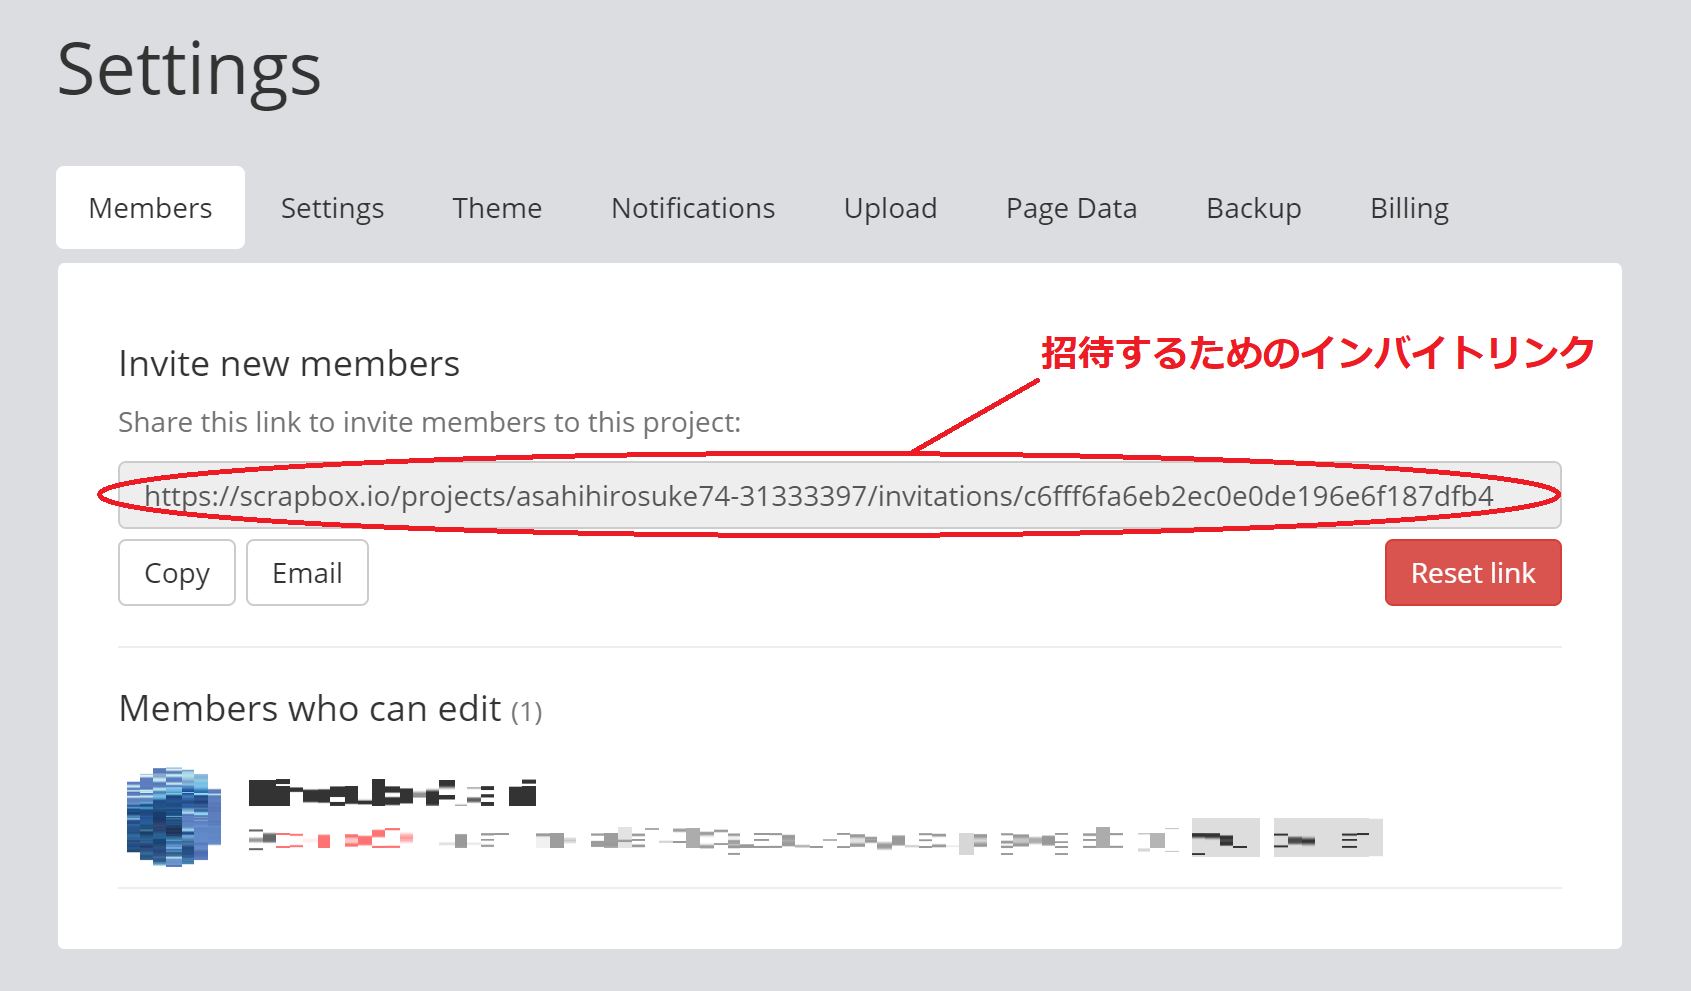 Settings
Members Settings Theme Notifications Upload Page Data Backup Billing
招待するためのインバイトリンク
Invite new members
Share this link to invite members to this project:
https://scrapbox.io/projects/asahihirosuke74-31333397/invitations/c6fff6fa6eb2ec0e0de196e6f187dfb4
Copy Email Reset link
Members who can edit (1)